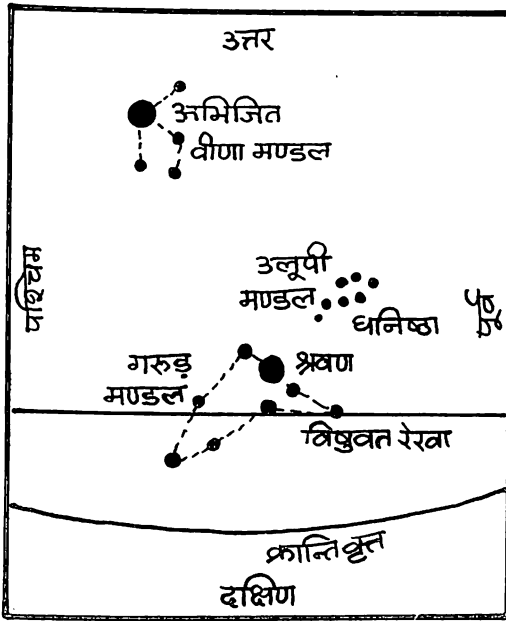 उत्तर
अभिजित
वीणा मण्डल
पश्चिम
उलूपी
मण्डल
धनिष्ठा
पूर्व
गरुड़
मण्डल
श्रवण
विषुवत रेखा
क्रान्ति वृत्त
दक्षिण